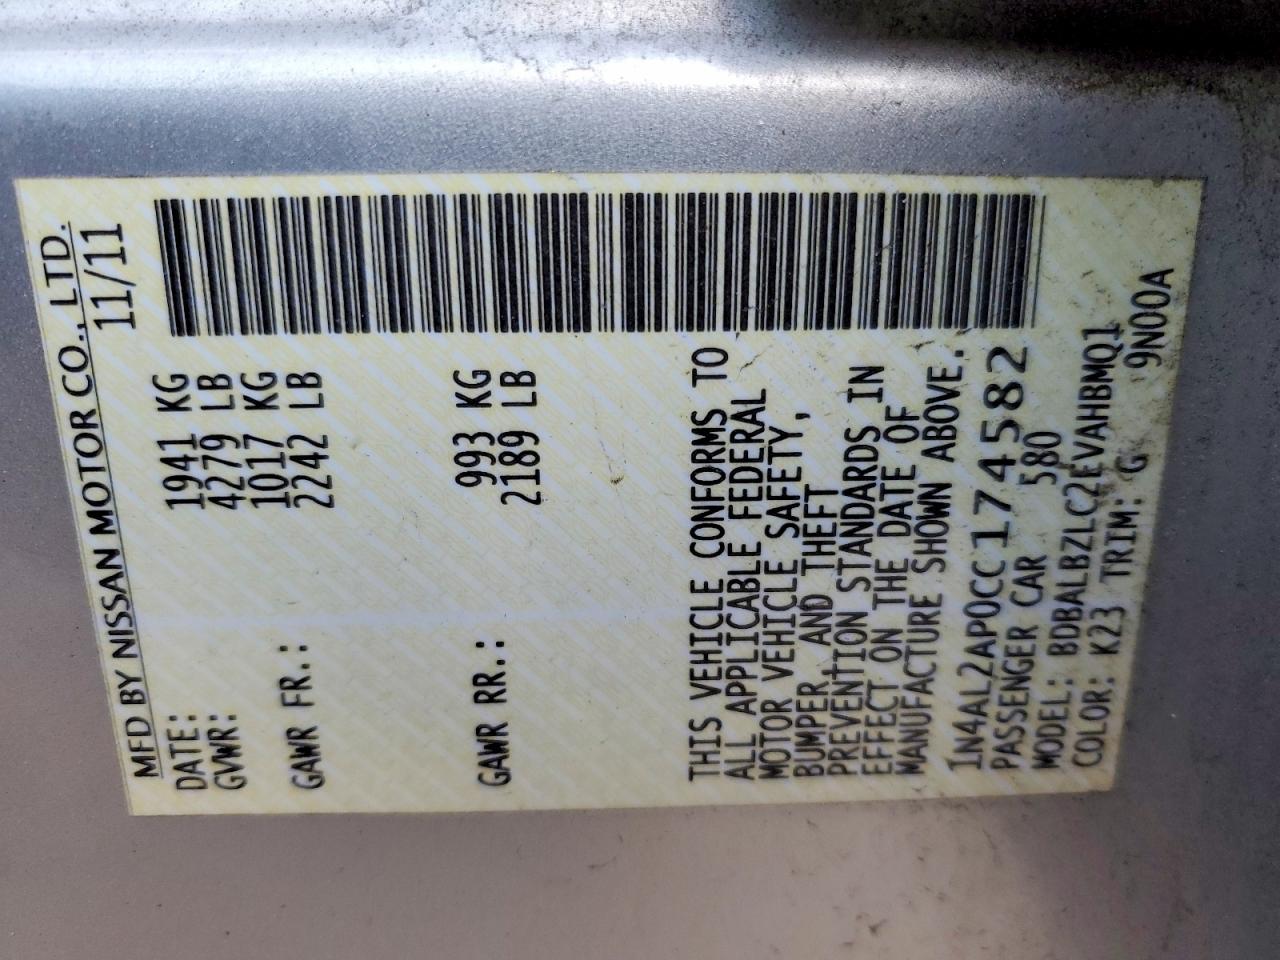 MFD BY NISSAN MOTOR CO., LTD.
DATE: 11/11
GVWR: 1941 KG
4279 LB
GAWR FR.: 1017 KG
2242 LB
GAWR RR.: 993 KG
2189 LB
THIS VEHICLE CONFORMS TO
ALL APPLICABLE FEDERAL
MOTOR VEHICLE SAFETY,
BUMPER AND THEFT
PREVENTION STANDARDS IN
EFFECT ON THE DATE OF
MANUFACTURE SHOWN ABOVE.
1N4AL2AP0CC174582
PASSENGER CAR 580
MODEL: BDBALBZLC2EVAHBMQ1
COLOR: K23 TRIM: G 9N00A